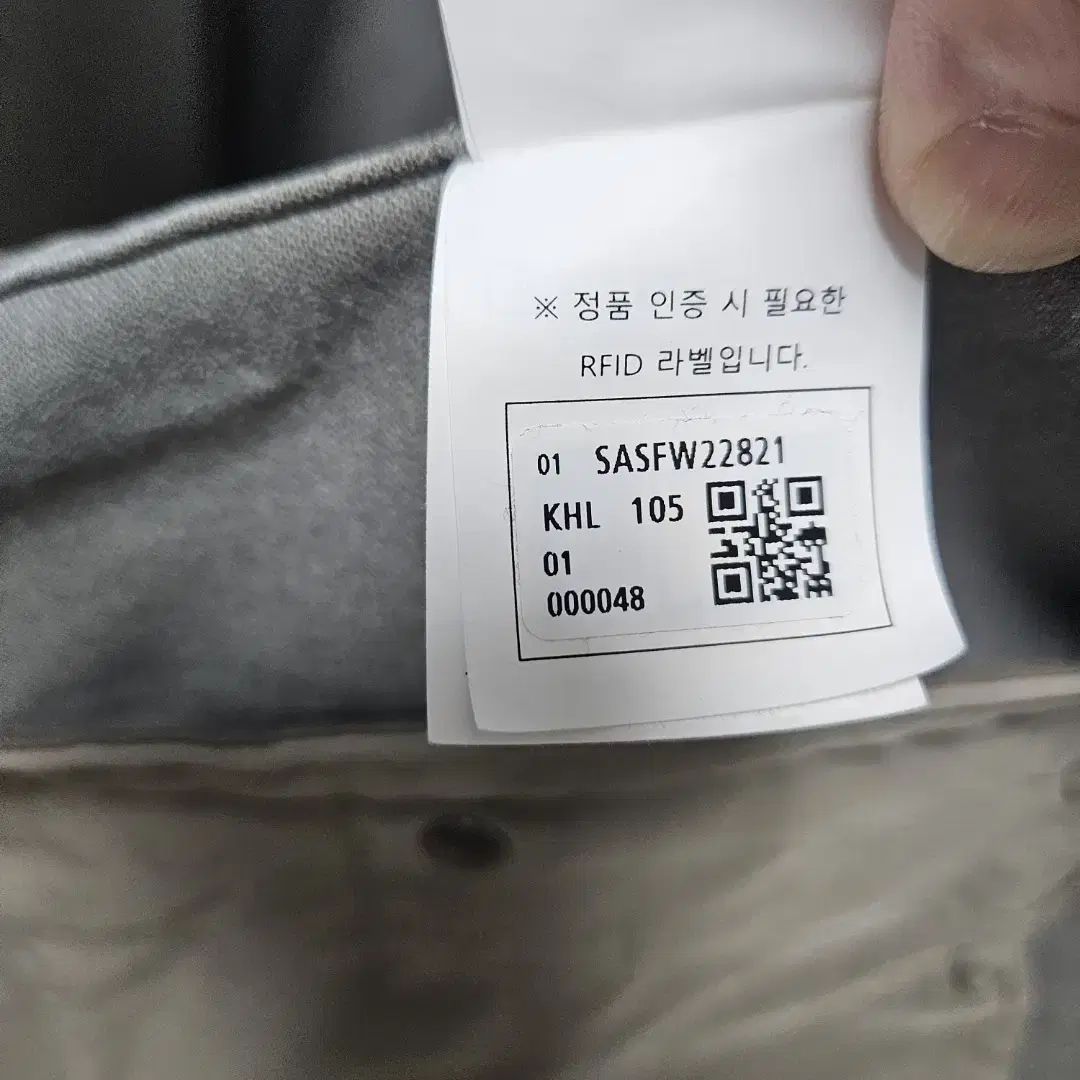 ※ 정품 인증 시 필요한
RFID 라벨입니다.
01 SASFW22821
KHL 105
01
000048